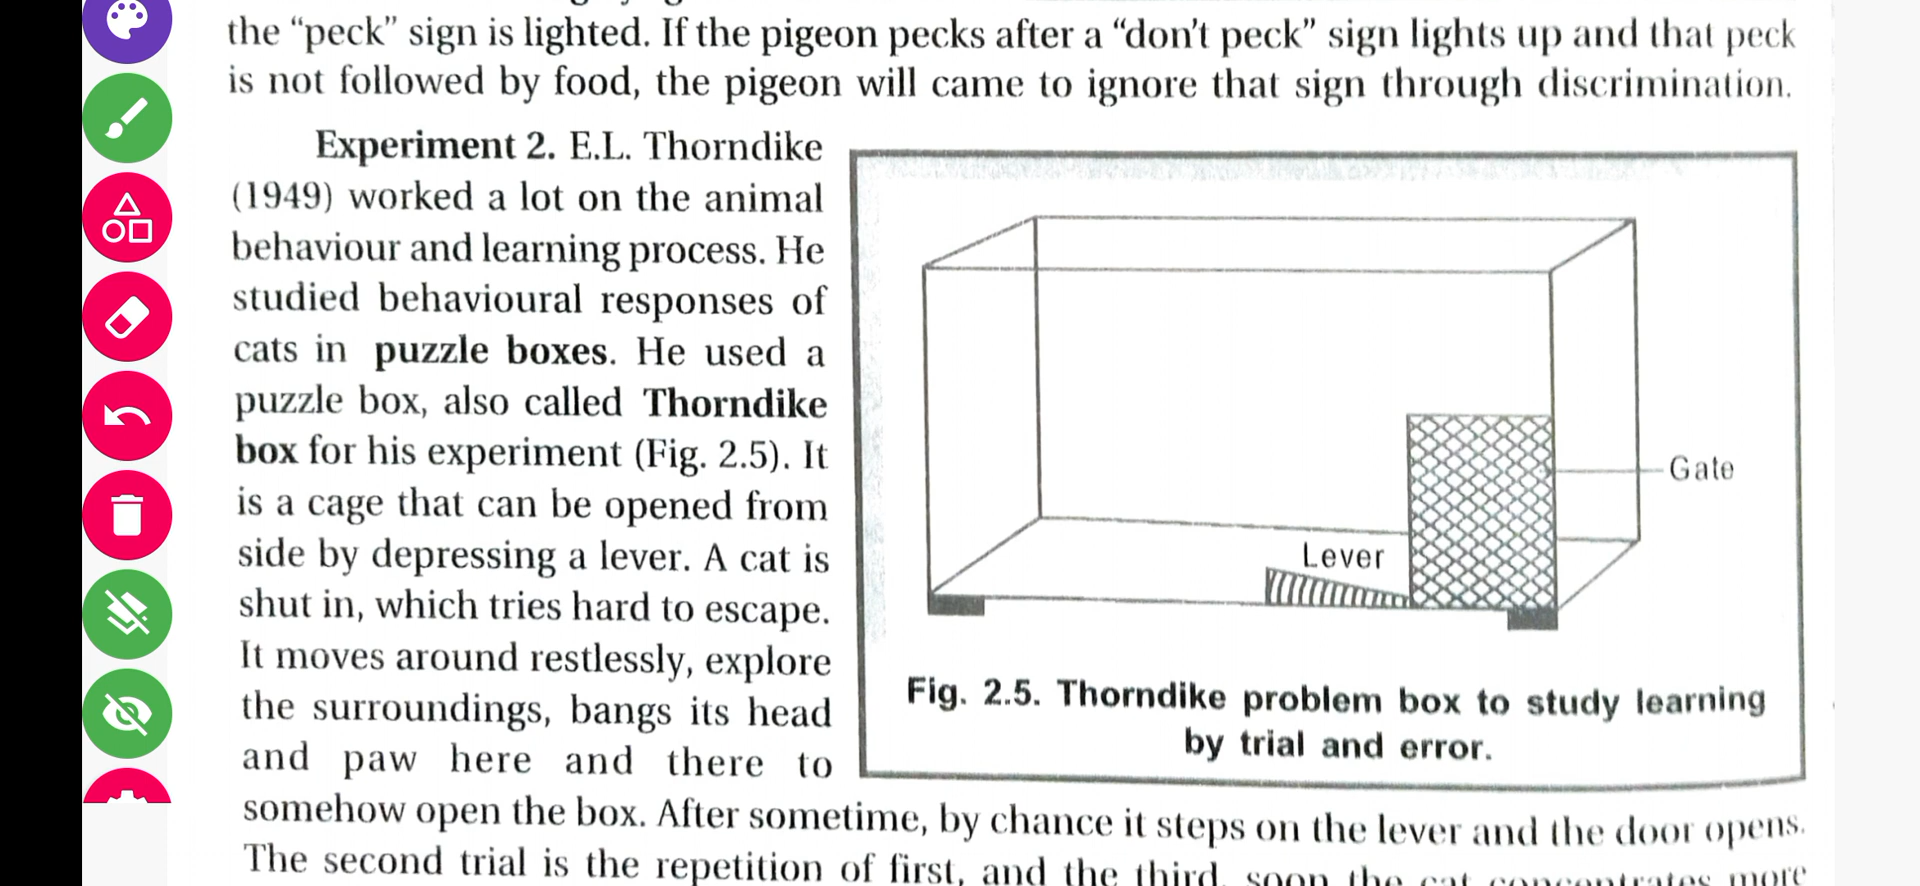 the “peck” sign is lighted. If the pigeon pecks after a “don't peck” sign lights up and that peck
is not followed by food, the pigeon will came to ignore that sign through discrimination.
Experiment 2. E.L. Thorndike
(1949) worked a lot on the animal
behaviour and learning process. He
studied behavioural responses of
cats in puzzle boxes. He used a
puzzle box, also called Thorndike
box for his experiment (Fig. 2.5). It
is a cage that can be opened from
side by depressing a lever. A cat is
shut in, which tries hard to escape.
It moves around restlessly, explore
the surroundings, bangs its head
and paw here and there to
somehow open the box. After sometime, by chance it steps on the lever and the door opens.
The second trial is the repetition of first, and the third, soon the cat concentrates more
Gate
Lever
Fig. 2.5. Thorndike problem box to study learning
by trial and error.